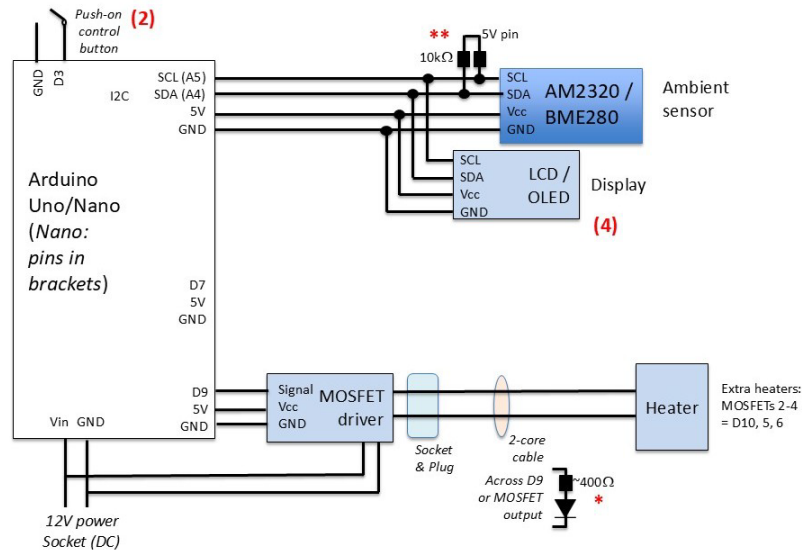 Push-on
control
button
(2)
GND
D3
I2C
SCL (A5)
SDA (A4)
5V
GND
**
10kΩ
5V pin
SCL
SDA
Vcc
GND
AM2320 /
BME280
Ambient
sensor
SCL
SDA
Vcc
GND
LCD /
OLED
Display
(4)
Arduino
Uno/Nano
(Nano:
pins in
brackets)
D7
5V
GND
D9
5V
GND
Vin GND
Signal
Vcc
GND
MOSFET
driver
Socket
& Plug
2-core
cable
Heater
Extra heaters:
MOSFETs 2-4
= D10, 5, 6
Across D9
or MOSFET
output
~400Ω
*
12V power
Socket (DC)